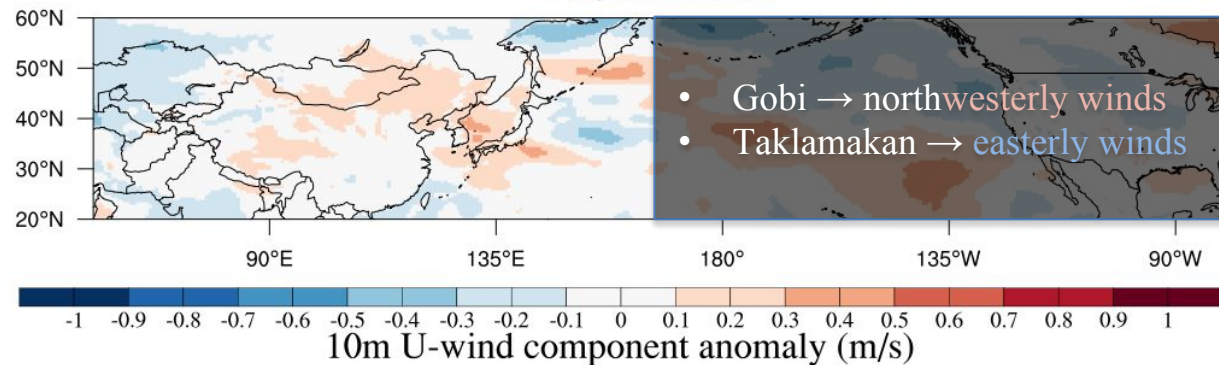 60°N
50°N
40°N
30°N
20°N
• Gobi → northwesterly winds
• Taklamakan → easterly winds
90°E 135°E 180° 135°W 90°W
-1 -0.9 -0.8 -0.7 -0.6 -0.5 -0.4 -0.3 -0.2 -0.1 0 0.1 0.2 0.3 0.4 0.5 0.6 0.7 0.8 0.9 1
10m U-wind component anomaly (m/s)